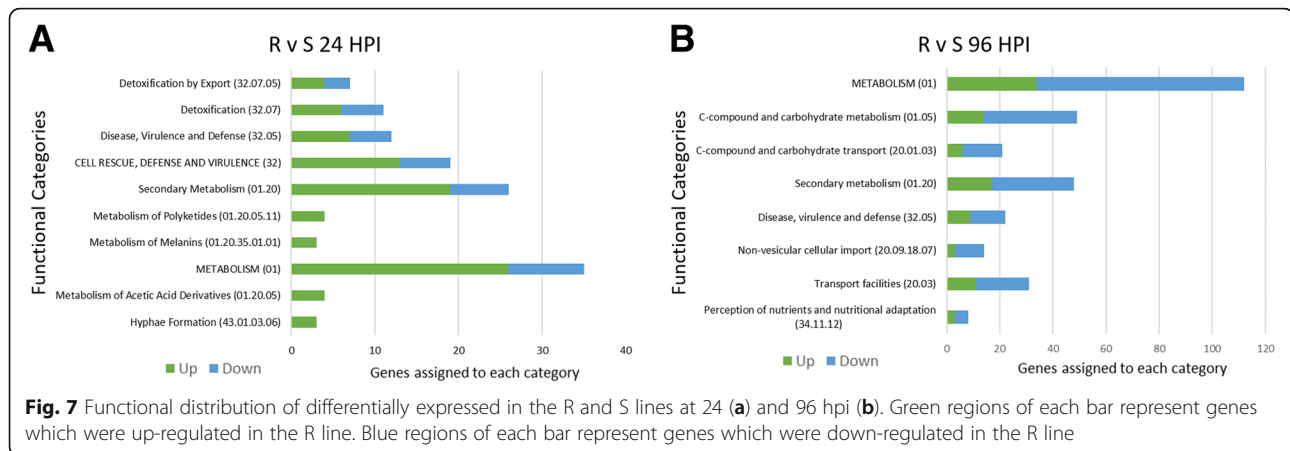 A
R v S 24 HPI
Functional Categories
Detoxification by Export (32.07.05)
Detoxification (32.07)
Disease, Virulence and Defense (32.05)
CELL RESCUE, DEFENSE AND VIRULENCE (32)
Secondary Metabolism (01.20)
Metabolism of Polyketides (01.20.05.11)
Metabolism of Melanins (01.20.35.01.01)
METABOLISM (01)
Metabolism of Acetic Acid Derivatives (01.20.05)
Hyphae Formation (43.01.03.06)
0 10 20 30 40
Up Down
Genes assigned to each category
B
R v S 96 HPI
Functional Categories
METABOLISM (01)
C-compound and carbohydrate metabolism (01.05)
C-compound and carbohydrate transport (20.01.03)
Secondary metabolism (01.20)
Disease, virulence and defense (32.05)
Non-vesicular cellular import (20.09.18.07)
Transport facilities (20.03)
Perception of nutrients and nutritional adaptation
(34.11.12)
0 20 40 60 80 100 120
Up Down
Genes assigned to each category
Fig. 7 Functional distribution of differentially expressed in the R and S lines at 24 (a) and 96 hpi (b). Green regions of each bar represent genes
which were up-regulated in the R line. Blue regions of each bar represent genes which were down-regulated in the R line